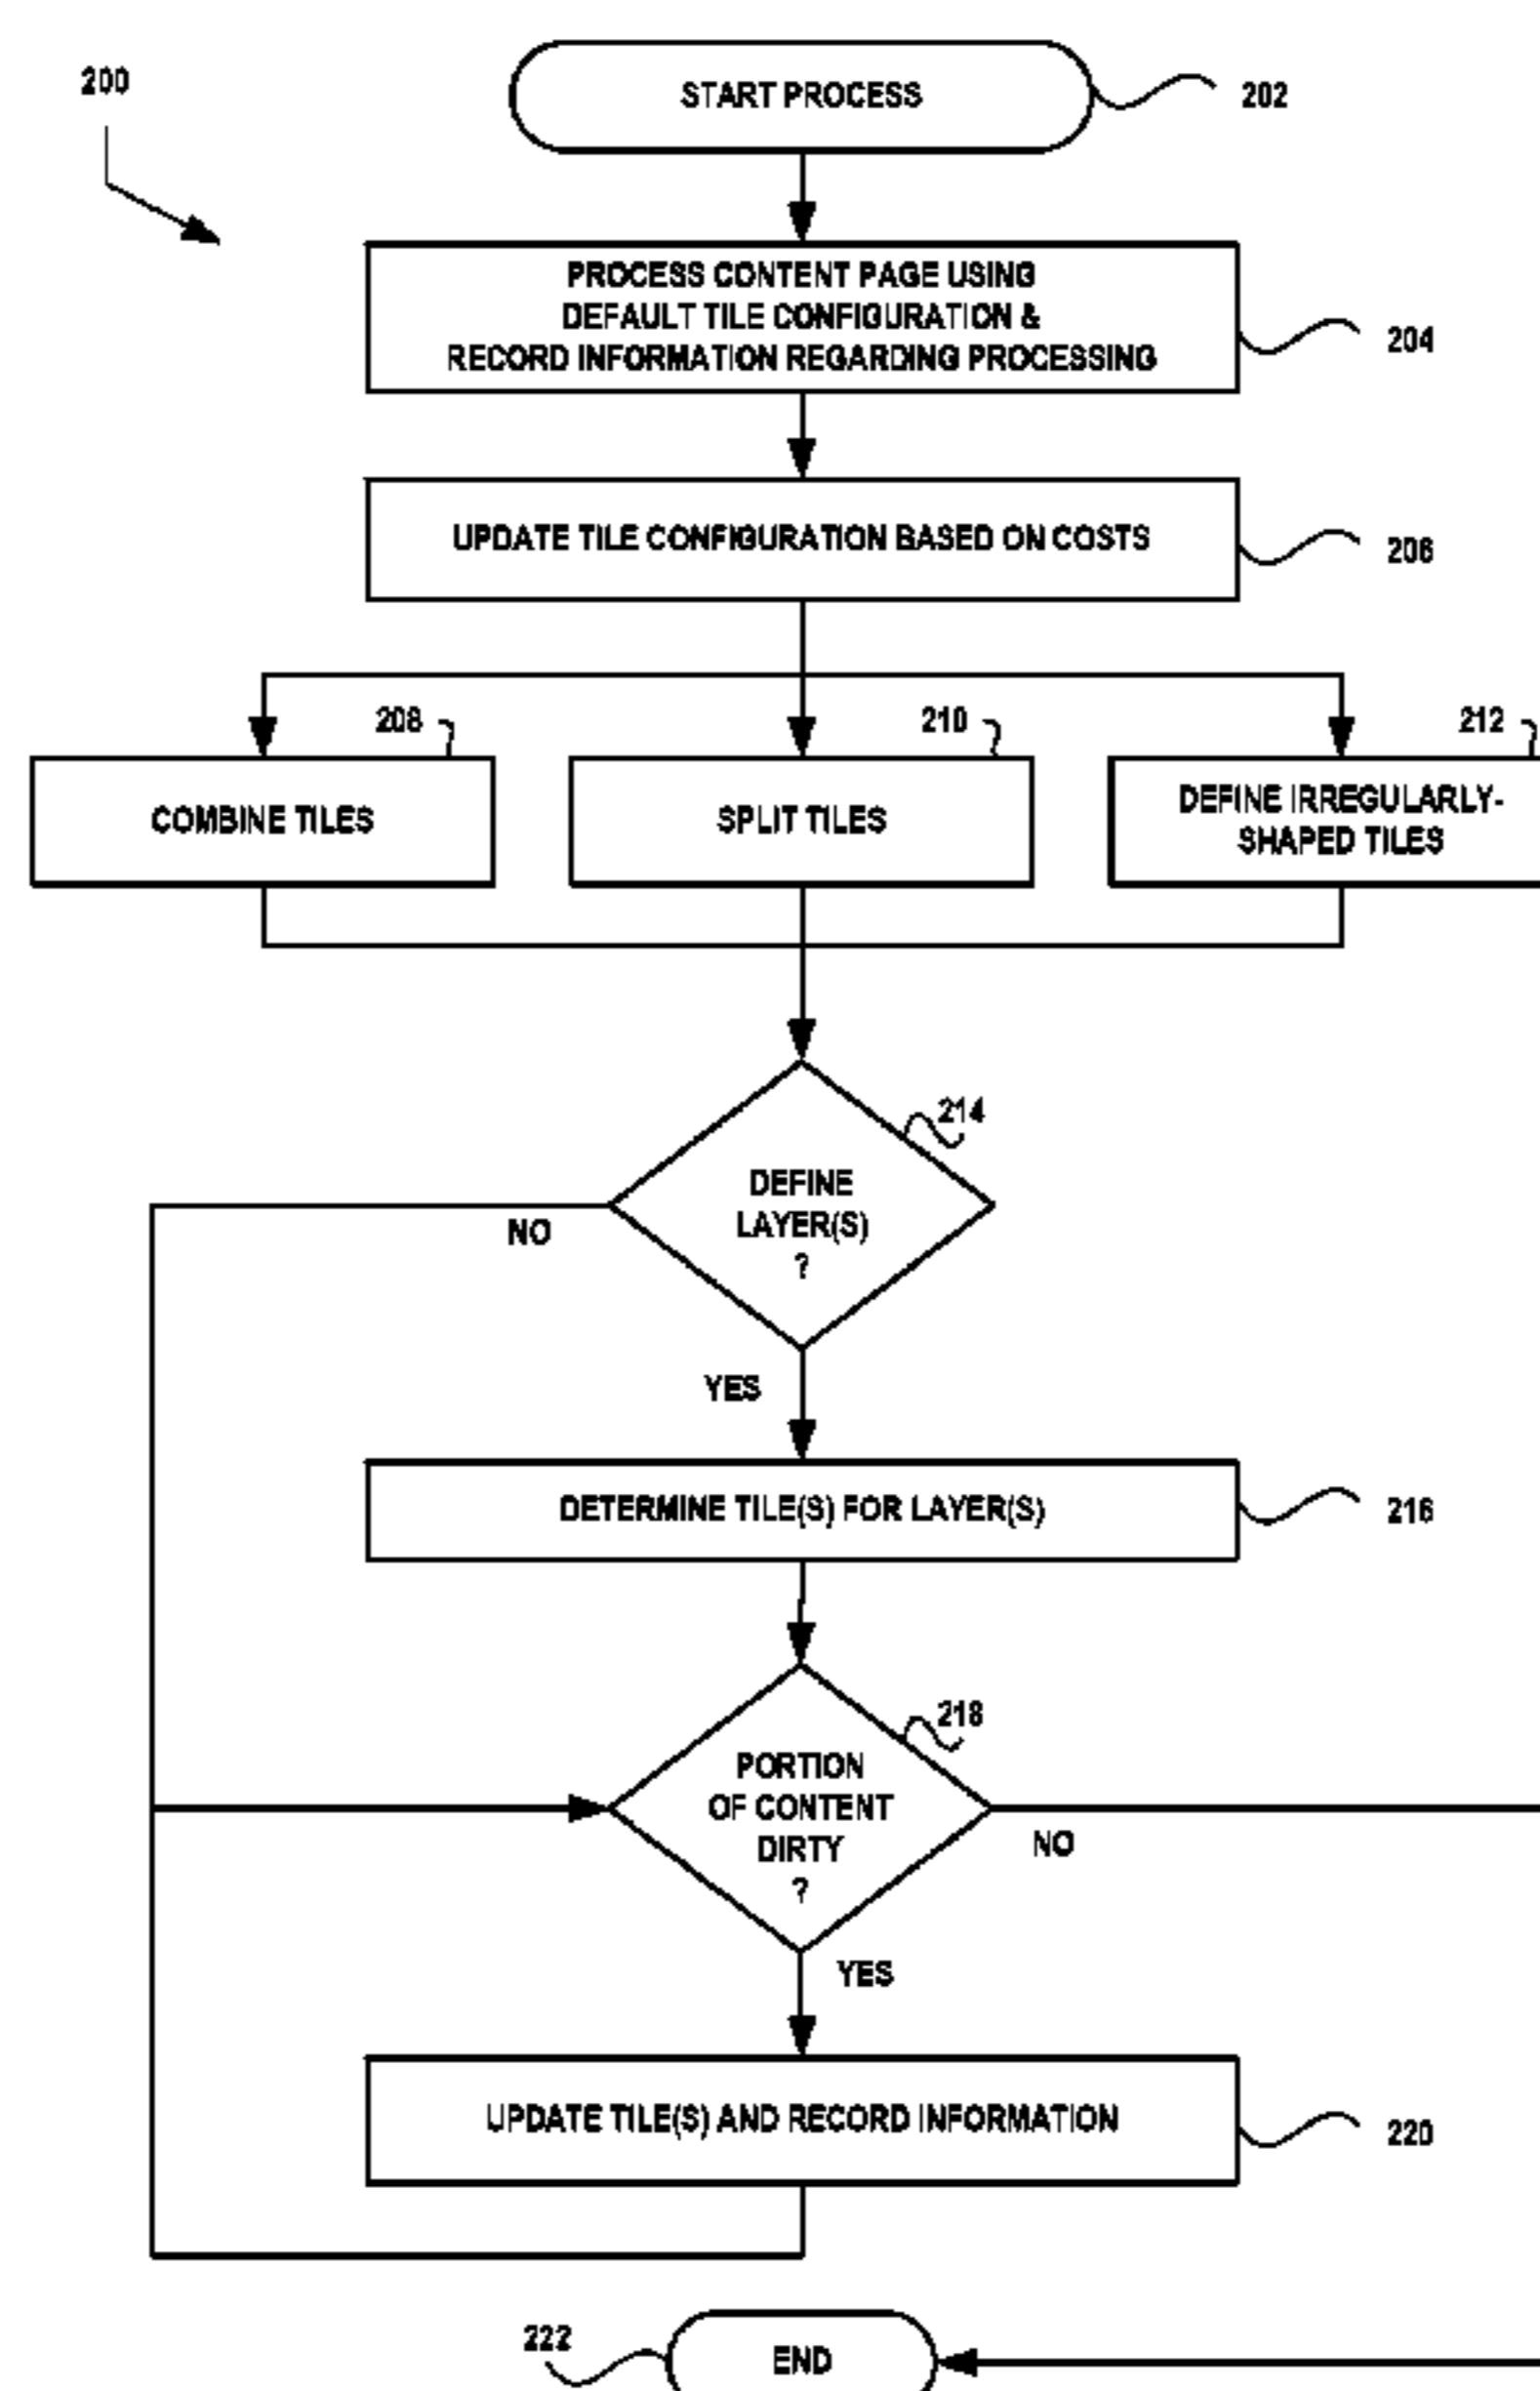 200
START PROCESS
202
PROCESS CONTENT PAGE USING
DEFAULT TILE CONFIGURATION &
RECORD INFORMATION REGARDING PROCESSING
204
UPDATE TILE CONFIGURATION BASED ON COSTS
206
208
210
212
COMBINE TILES
SPLIT TILES
DEFINE IRREGULARLY-
SHAPED TILES
214
DEFINE
LAYER(S)
?
NO
YES
DETERMINE TILE(S) FOR LAYER(S)
216
218
PORTION
OF CONTENT
DIRTY
?
NO
YES
UPDATE TILE(S) AND RECORD INFORMATION
220
222
END